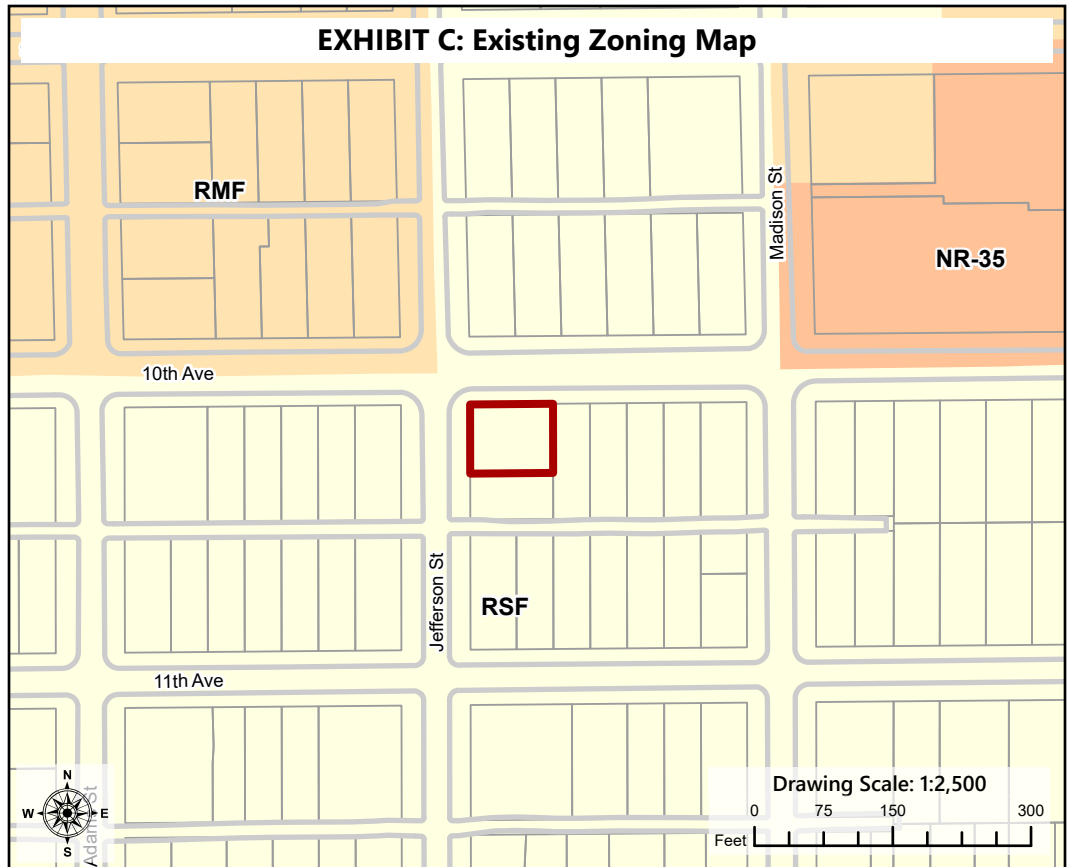 EXHIBIT C: Existing Zoning Map
RMF
Madison St
NR-35
10th Ave
Jefferson St
RSF
11th Ave
N
W E
S
Adams St
Drawing Scale: 1:2,500
0 75 150 300
Feet